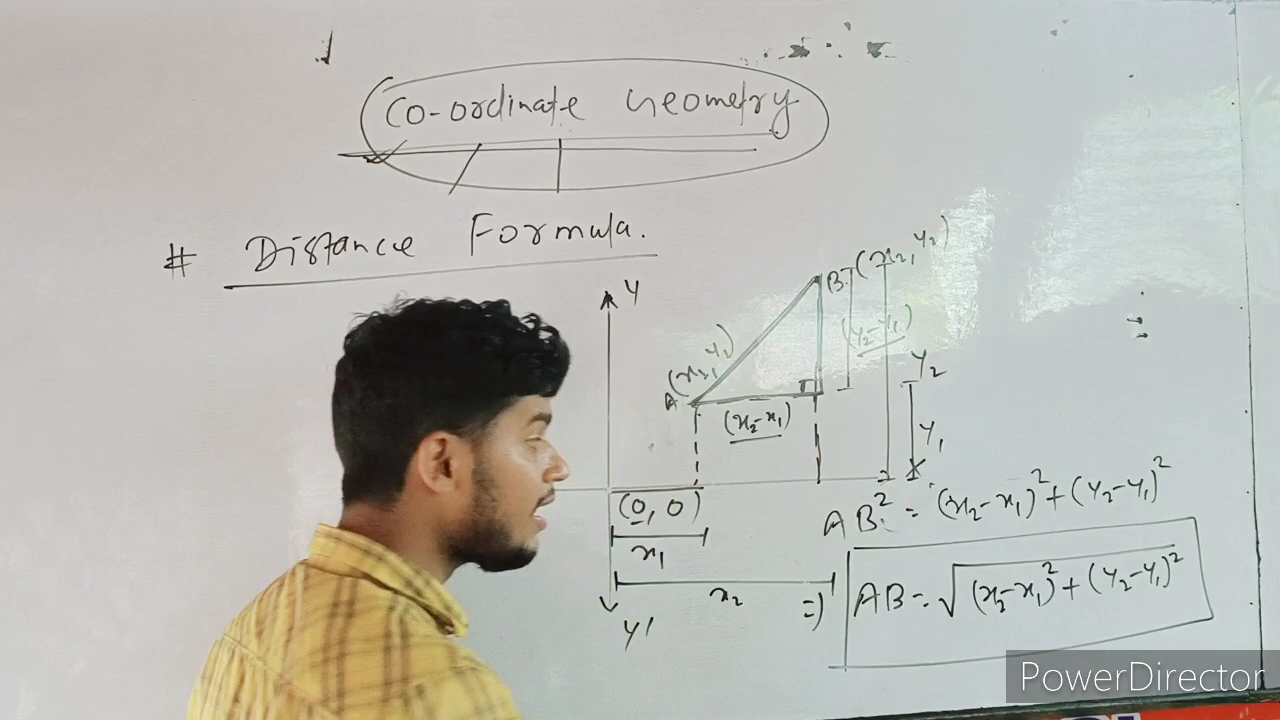 Co-ordinate Geometry
# Distance Formula.
Y
B (x₂, y₂)
(y₂-y₁)
A (x₁, y₁)
(x₂-x₁)
y₂
y₁
(0, 0)
x₁
x₂
Y'
AB² = (x₂-x₁)² + (y₂-y₁)²
=) AB = √(x₂-x₁)² + (y₂-y₁)²
PowerDirector